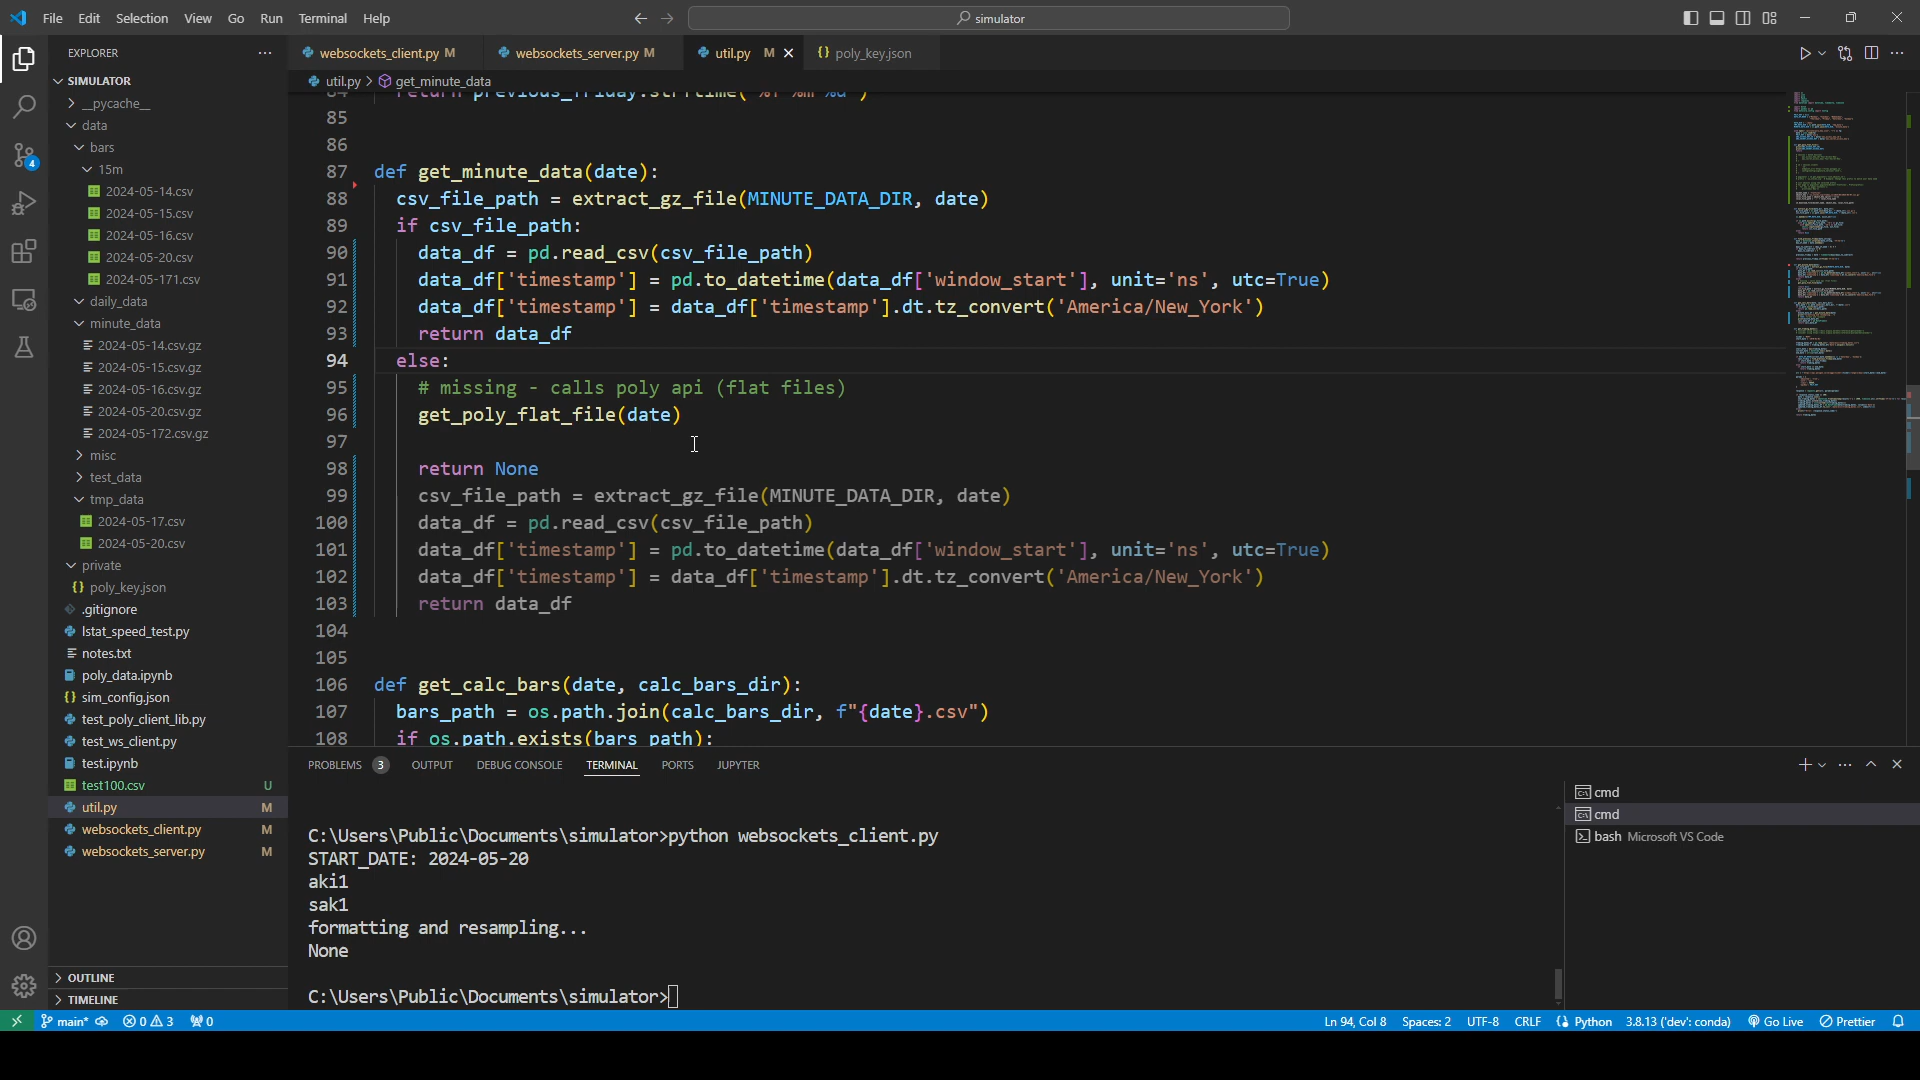 File Edit Selection View Go Run Terminal Help
simulator
EXPLORER
websockets_client.py M
websockets_server.py M
util.py M
poly_key.json
SIMULATOR
util.py > get_minute_data
__pycache__
data
bars
15m
2024-05-14.csv
2024-05-15.csv
2024-05-16.csv
2024-05-20.csv
2024-05-171.csv
daily_data
minute_data
2024-05-14.csv.gz
2024-05-15.csv.gz
2024-05-16.csv.gz
2024-05-20.csv.gz
2024-05-172.csv.gz
misc
test_data
tmp_data
2024-05-17.csv
2024-05-20.csv
private
poly_key.json
.gitignore
lstat_speed_test.py
notes.txt
poly_data.ipynb
sim_config.json
test_poly_client_lib.py
test_ws_client.py
test.ipynb
test100.csv U
util.py M
websockets_client.py M
websockets_server.py M
OUTLINE
TIMELINE
85
86
87 def get_minute_data(date):
88 csv_file_path = extract_gz_file(MINUTE_DATA_DIR, date)
89 if csv_file_path:
90 data_df = pd.read_csv(csv_file_path)
91 data_df['timestamp'] = pd.to_datetime(data_df['window_start'], unit='ns', utc=True)
92 data_df['timestamp'] = data_df['timestamp'].dt.tz_convert('America/New_York')
93 return data_df
94 else:
95 # missing - calls poly api (flat files)
96 get_poly_flat_file(date)
97
98 return None
99 csv_file_path = extract_gz_file(MINUTE_DATA_DIR, date)
100 data_df = pd.read_csv(csv_file_path)
101 data_df['timestamp'] = pd.to_datetime(data_df['window_start'], unit='ns', utc=True)
102 data_df['timestamp'] = data_df['timestamp'].dt.tz_convert('America/New_York')
103 return data_df
104
105
106 def get_calc_bars(date, calc_bars_dir):
107 bars_path = os.path.join(calc_bars_dir, f"{date}.csv")
108 if os.path.exists(bars_path):
PROBLEMS 3 OUTPUT DEBUG CONSOLE TERMINAL PORTS JUPYTER
C:\Users\Public\Documents\simulator>python websockets_client.py
START_DATE: 2024-05-20
aki1
sak1
formatting and resampling...
None
C:\Users\Public\Documents\simulator>
cmd
cmd
bash Microsoft VS Code
4
main* 0 3 0
Ln 94, Col 8 Spaces: 2 UTF-8 CRLF Python 3.8.13 ('dev': conda) Go Live Prettier